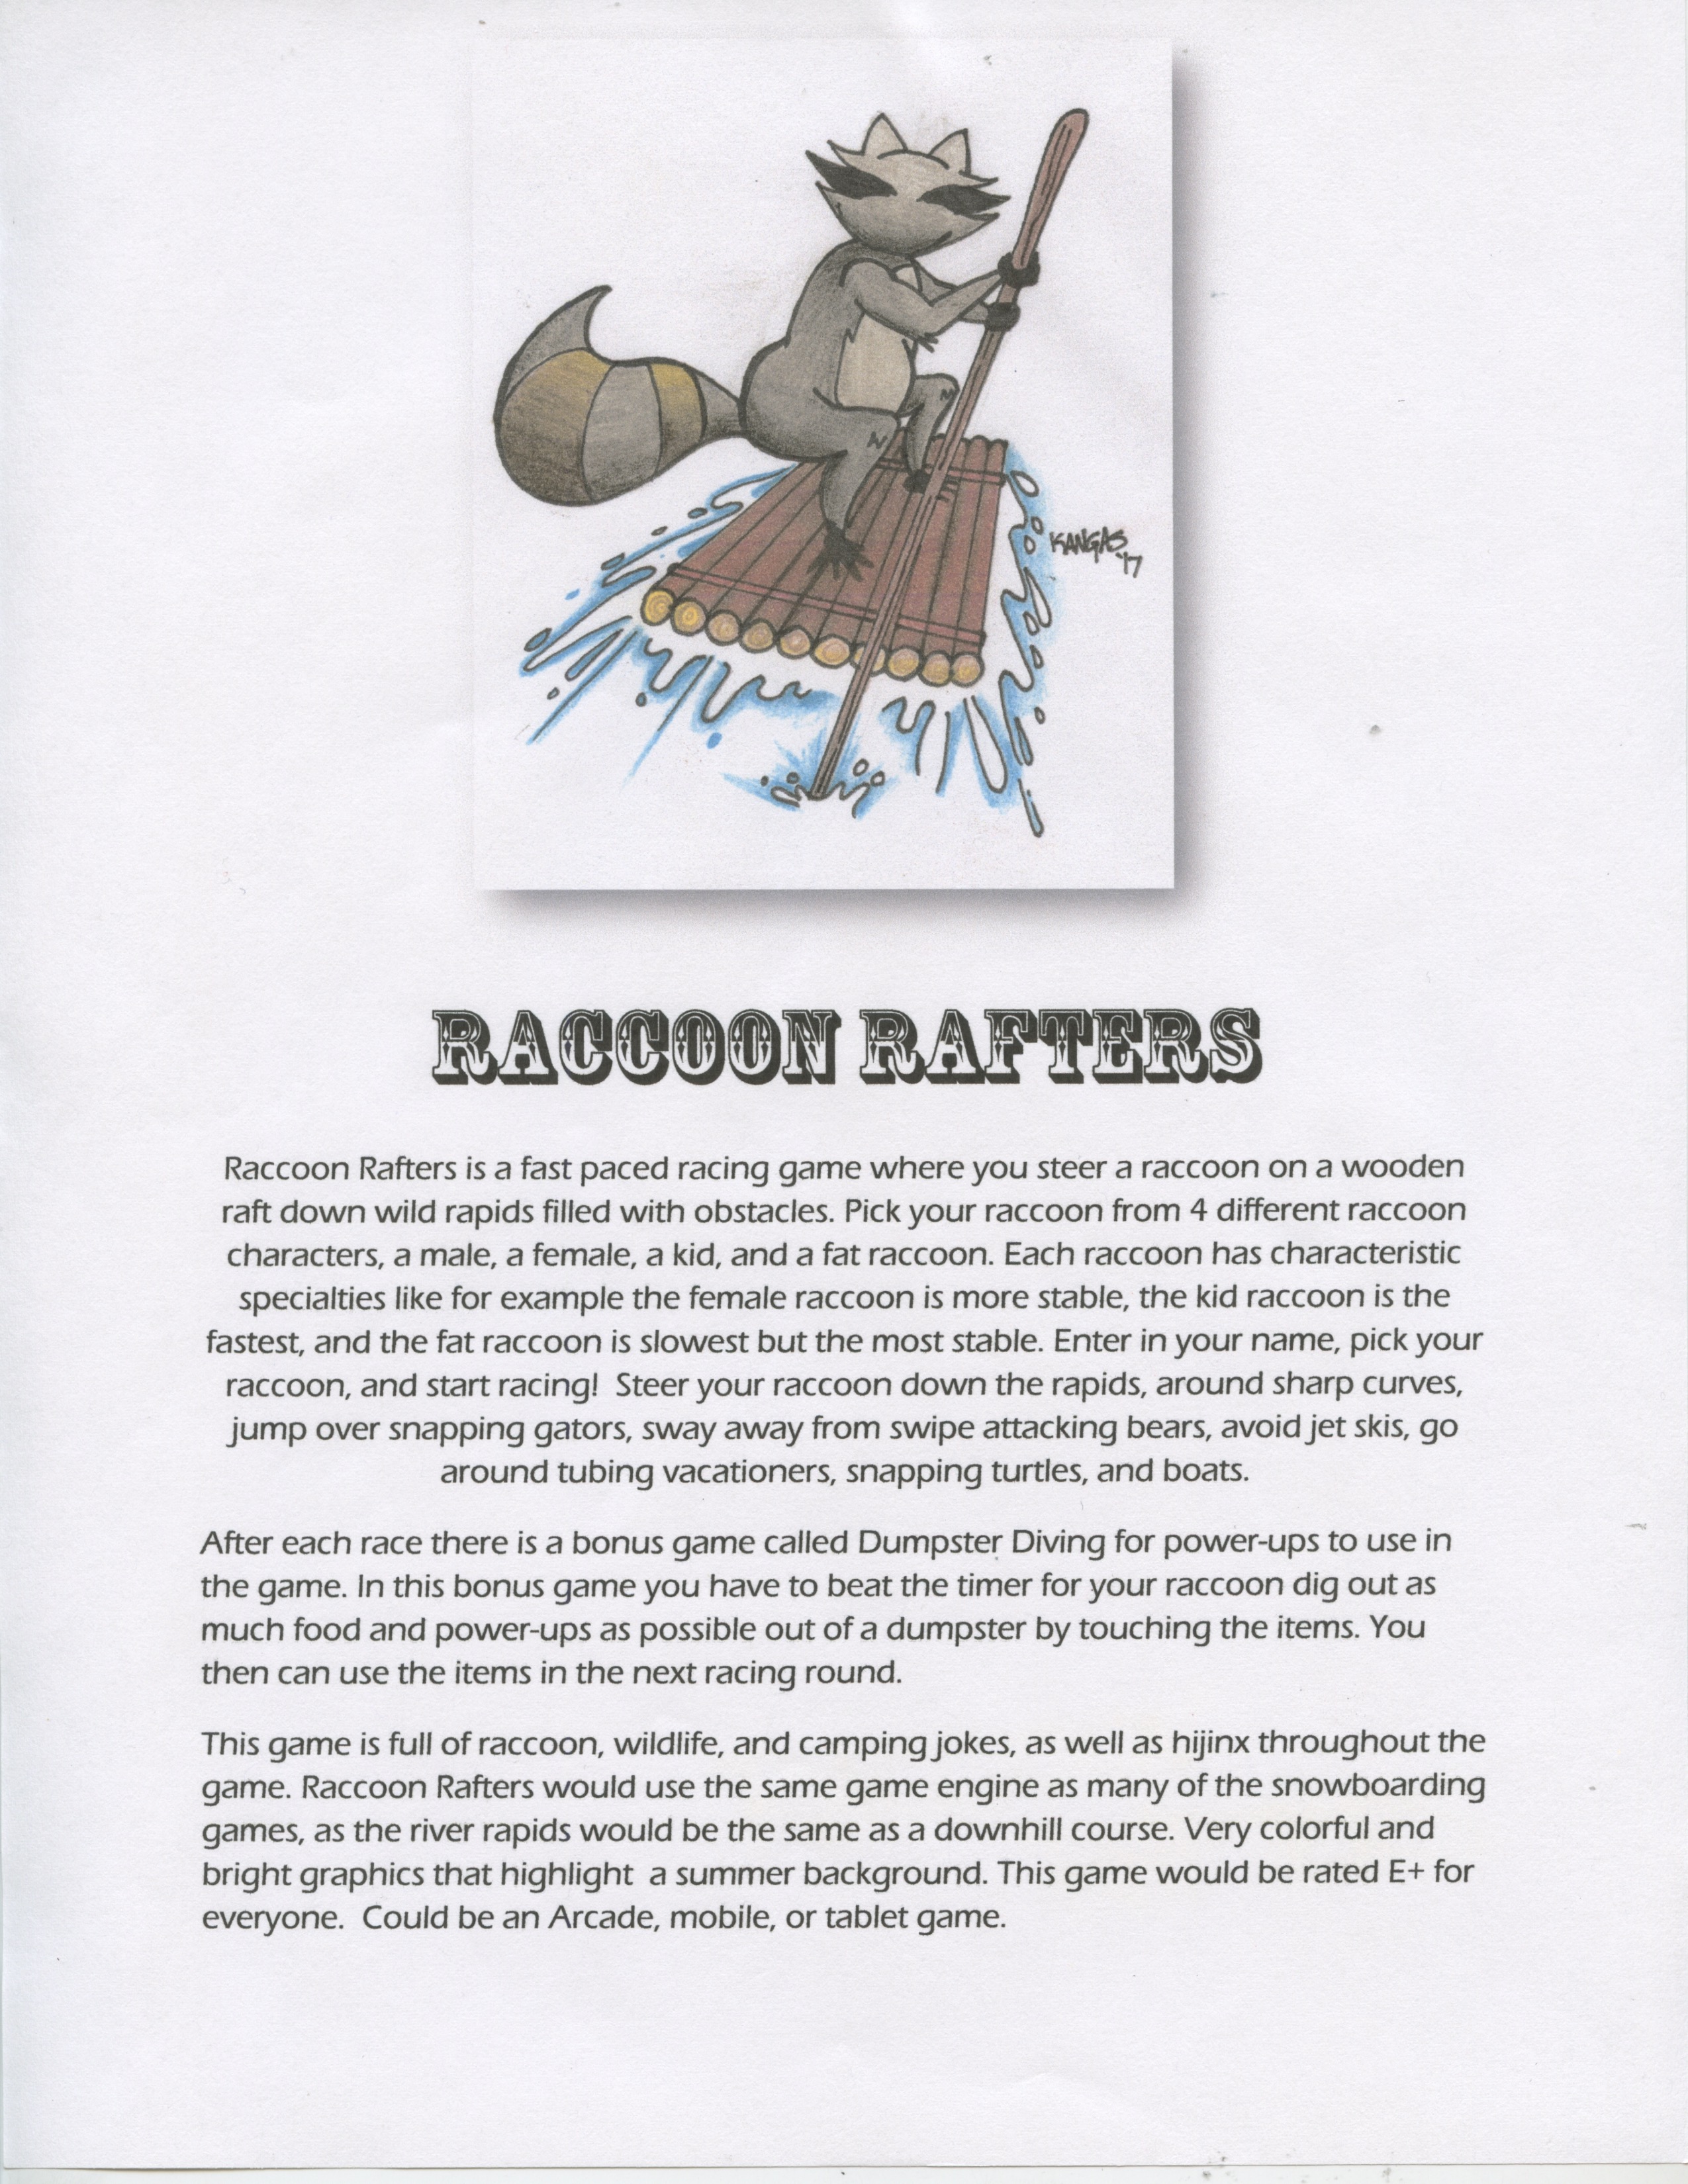 KANGAS
'17
RACCOON RAFTERS
Raccoon Rafters is a fast paced racing game where you steer a raccoon on a wooden
raft down wild rapids filled with obstacles. Pick your raccoon from 4 different raccoon
characters, a male, a female, a kid, and a fat raccoon. Each raccoon has characteristic
specialties like for example the female raccoon is more stable, the kid raccoon is the
fastest, and the fat raccoon is slowest but the most stable. Enter in your name, pick your
raccoon, and start racing!  Steer your raccoon down the rapids, around sharp curves,
jump over snapping gators, sway away from swipe attacking bears, avoid jet skis, go
around tubing vacationers, snapping turtles, and boats.
After each race there is a bonus game called Dumpster Diving for power-ups to use in
the game. In this bonus game you have to beat the timer for your raccoon dig out as
much food and power-ups as possible out of a dumpster by touching the items. You
then can use the items in the next racing round.
This game is full of raccoon, wildlife, and camping jokes, as well as hijinx throughout the
game. Raccoon Rafters would use the same game engine as many of the snowboarding
games, as the river rapids would be the same as a downhill course. Very colorful and
bright graphics that highlight  a summer background. This game would be rated E+ for
everyone.  Could be an Arcade, mobile, or tablet game.